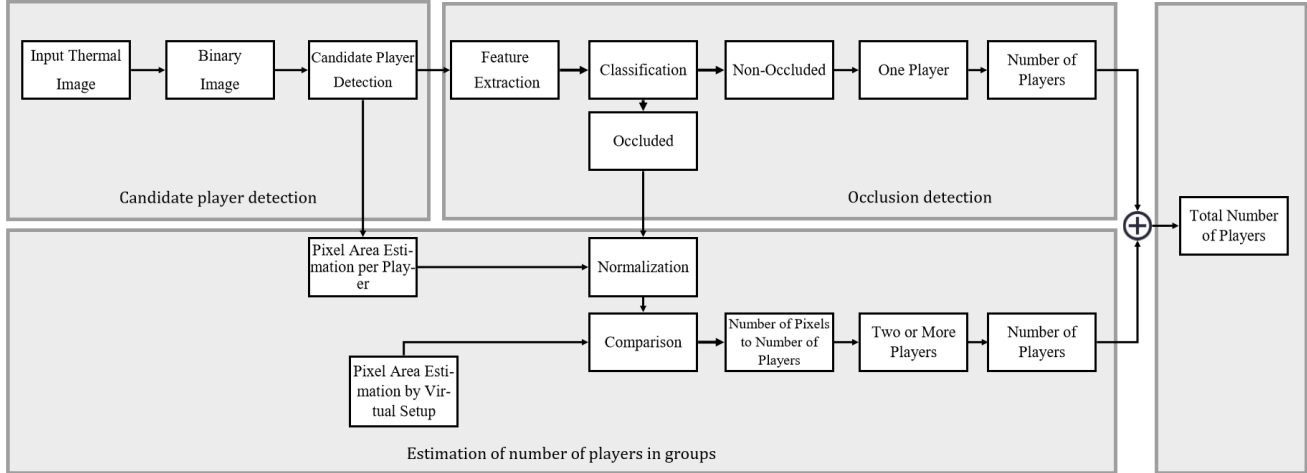 Input Thermal
Image
Binary
Image
Candidate Player
Detection
Feature
Extraction
Classification
Non-Occluded
One Player
Number of
Players
Occluded
Candidate player detection
Occlusion detection
Total Number
of Players
Pixel Area Esti-
mation per Play-
er
Normalization
Comparison
Number of Pixels
to Number of
Players
Two or More
Players
Number of
Players
Pixel Area Esti-
mation by Vir-
tual Setup
Estimation of number of players in groups